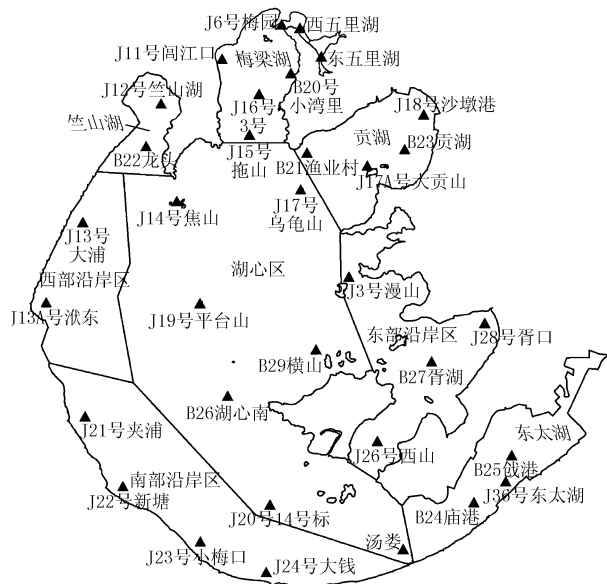 J6号梅园
西五里湖
J11号闾江口
梅梁湖
东五里湖
J12号竺山湖
B20号
小湾里
J16号
J18号沙墩港
3号
竺山湖
贡湖
B23贡湖
J15号
拖山
B21渔业村
B22龙头
J17A号大贡山
J17号
乌龟山
J14号焦山
J13号
大浦
湖心区
西部沿岸区
J3号漫山
J13A号洑东
J19号平台山
东部沿岸区
J28号胥口
B29横山
B27胥湖
B26湖心南
J21号夹浦
东太湖
J26号西山
B25戗港
南部沿岸区
J22号新塘
J36号东太湖
B24庙港
J20号14号标
J23号小梅口
汤娄
J24号大钱